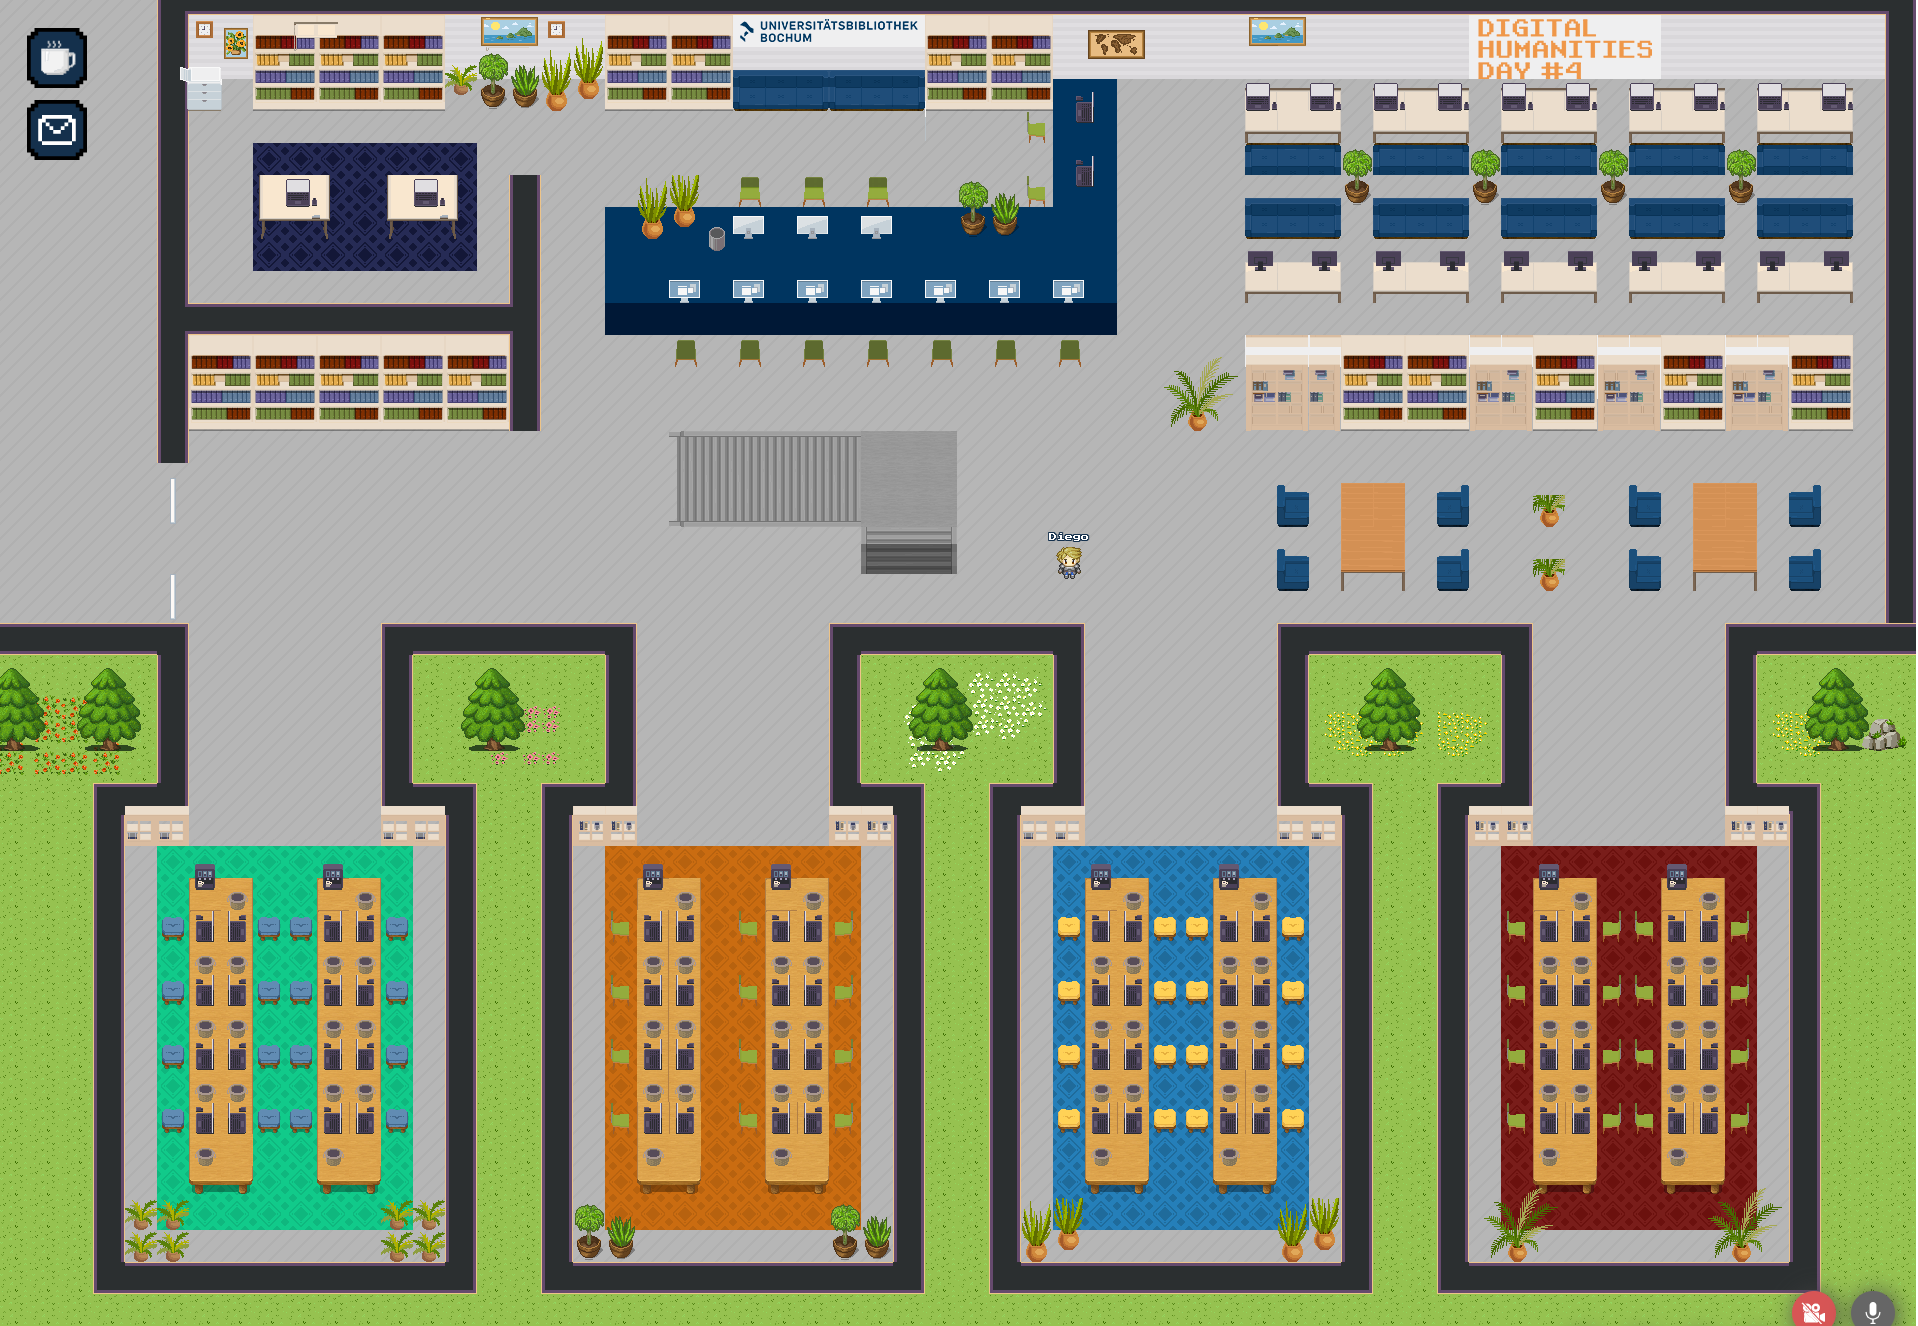 UNIVERSITÄTSBIBLIOTHEK
BOCHUM
DIGITAL
HUMANITIES
DAY #4
Diego